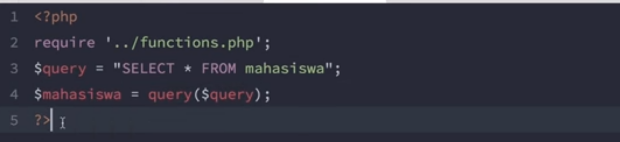 1 <?php
2 require '../functions.php';
3 $query = "SELECT * FROM mahasiswa";
4 $mahasiswa = query($query);
5 ?>